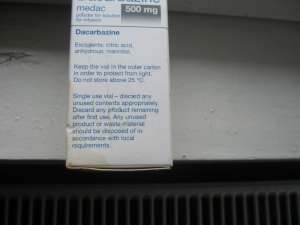 Dacarbazine
medac
500 mg
powder for solution
for infusion
Dacarbazine
Excipients: citric acid,
anhydrous, mannitol.
Keep the vial in the outer carton
in order to protect from light.
Do not store above 25 °C.
Single use vial – discard any
unused contents appropriately.
Discard any product remaining
after first use. Any unused
product or waste material
should be disposed of in
accordance with local
requirements.